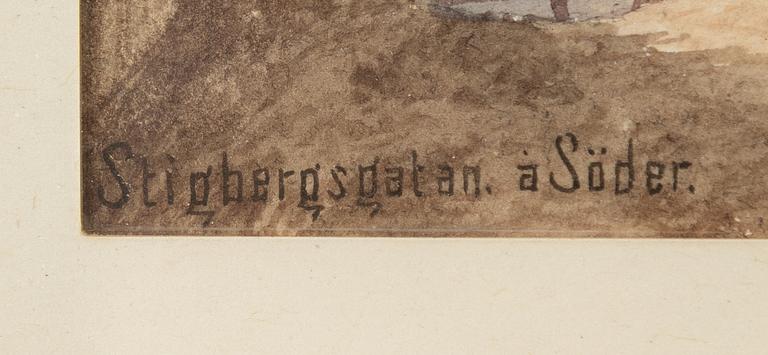 Stigbergsgatan. à Söder.